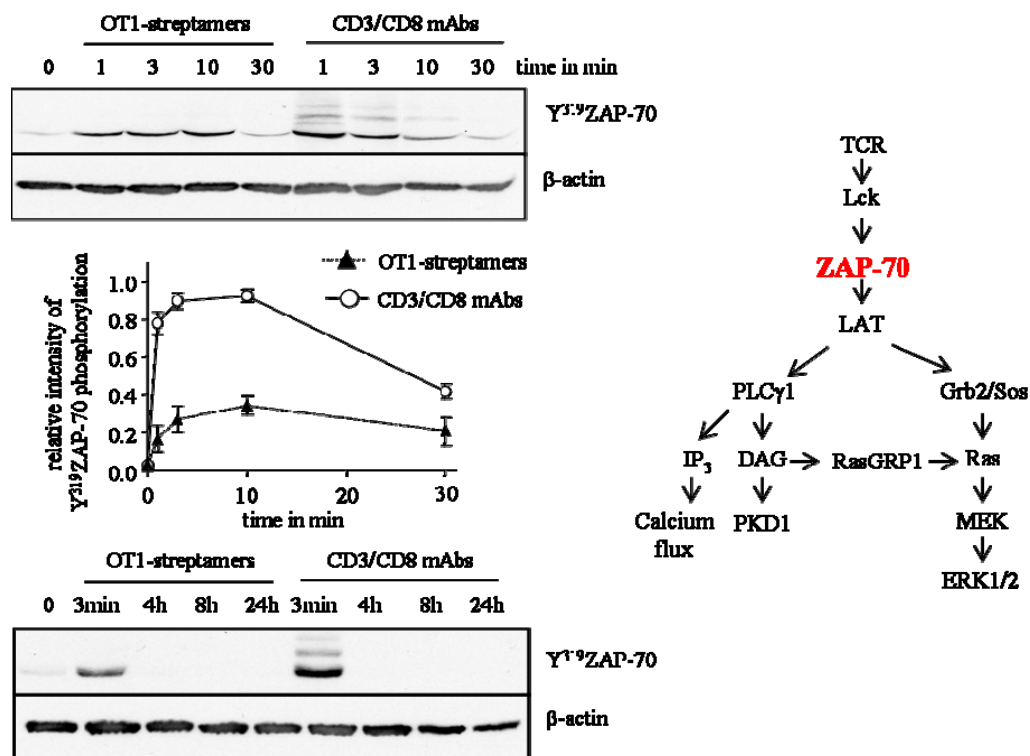 OT1-streptamers CD3/CD8 mAbs
0 1 3 10 30 1 3 10 30 time in min
Y³¹⁹ZAP-70
β-actin
OT1-streptamers
CD3/CD8 mAbs
relative intensity of
Y³¹⁹ZAP-70 phosphorylation
1.0
0.8
0.6
0.4
0.2
0.0
0 10 20 30
time in min
OT1-streptamers CD3/CD8 mAbs
0 3min 4h 8h 24h 3min 4h 8h 24h
Y³¹⁹ZAP-70
β-actin
TCR
Lck
ZAP-70
LAT
PLCγ1 Grb2/Sos
IP₃ DAG RasGRP1 Ras
Calcium PKD1 MEK
flux
ERK1/2